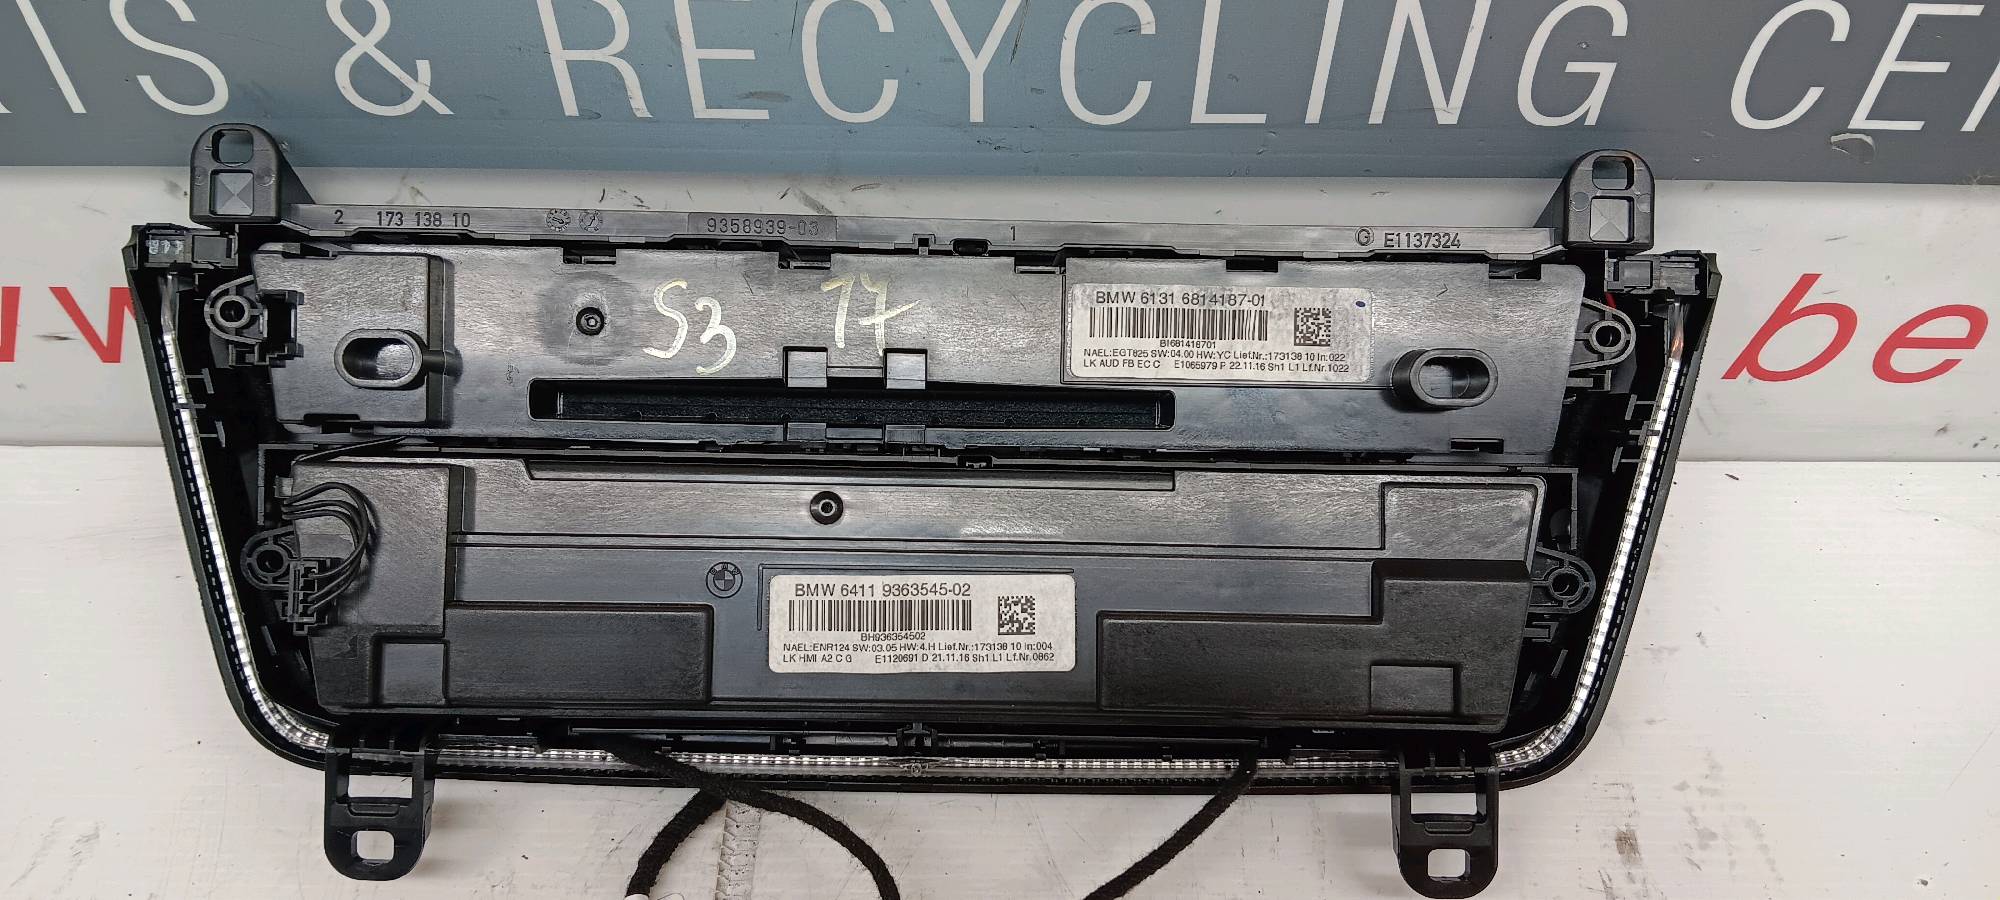 & RECYCLING CEN
2 173 138 10 9358939-03 1 G E1137324
S3 17
BMW 6131 6814187-01
BI681418701
NAEL:EGT825 SW:04.00 HW:YC Lief.Nr.:173138 10 In:022
LK AUD FB EC C E1065979 P 22.11.16 Sh1 L1 Lf.Nr.1022
be
w
BMW
BMW 6411 9363545-02
BH936354502
NAEL:ENR124 SW:03.05 HW:4.H Lief.Nr.:173138 10 In:004
LK HMI A2 C G E1120691 D 21.11.16 Sh1 L1 Lf.Nr.0862